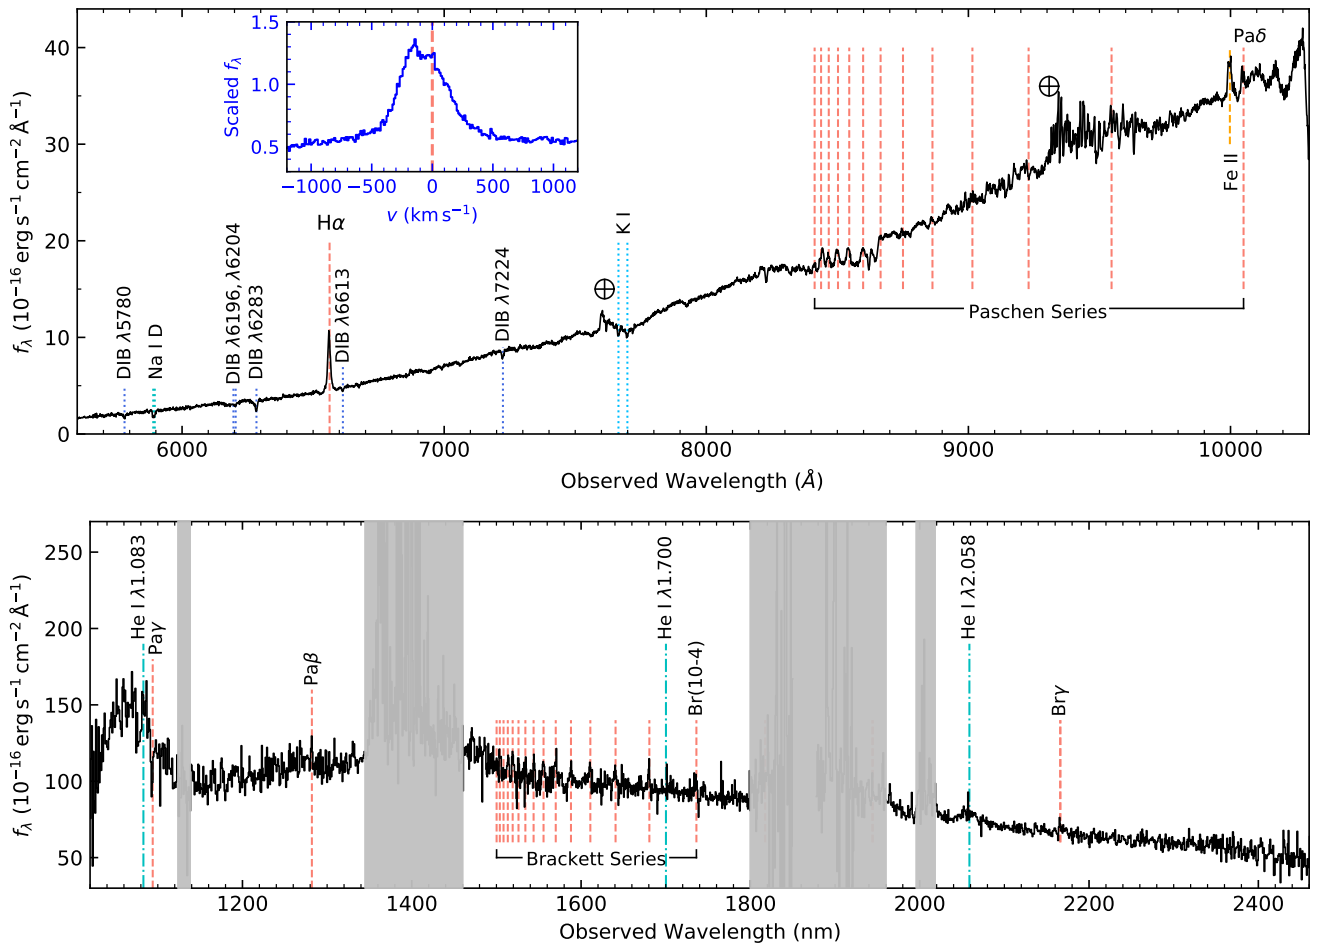 1.5
1.0
0.5
Scaled fλ
−1000 −500 0 500 1000
v (km s−1)
40
30
20
10
0
fλ (10−16 erg s−1 cm−2 Å−1)
DIB λ5780
Na I D
DIB λ6196, λ6204
DIB λ6283
Hα
DIB λ6613
DIB λ7224
⊕
K I
⊕
Paδ
Fe II
Paschen Series
6000 7000 8000 9000 10000
Observed Wavelength (Å)
250
200
150
100
50
fλ (10−16 erg s−1 cm−2 Å−1)
He I λ1.083
Paγ
Paβ
He I λ1.700
Br(10-4)
He I λ2.058
Brγ
Brackett Series
1200 1400 1600 1800 2000 2200 2400
Observed Wavelength (nm)